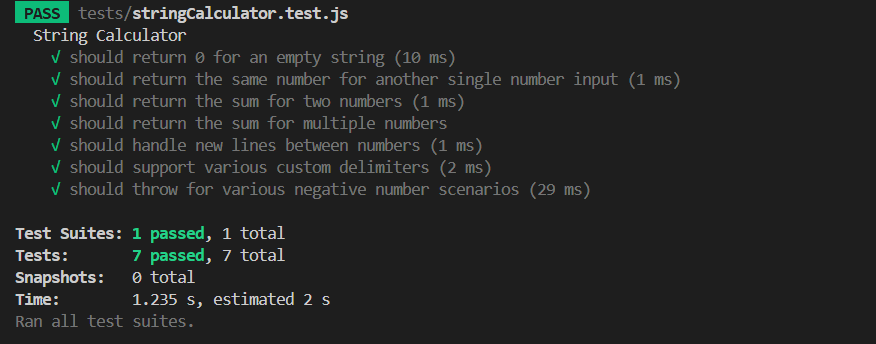 PASS tests/stringCalculator.test.js
String Calculator
√ should return 0 for an empty string (10 ms)
√ should return the same number for another single number input (1 ms)
√ should return the sum for two numbers (1 ms)
√ should return the sum for multiple numbers
√ should handle new lines between numbers (1 ms)
√ should support various custom delimiters (2 ms)
√ should throw for various negative number scenarios (29 ms)
Test Suites: 1 passed, 1 total
Tests: 7 passed, 7 total
Snapshots: 0 total
Time: 1.235 s, estimated 2 s
Ran all test suites.